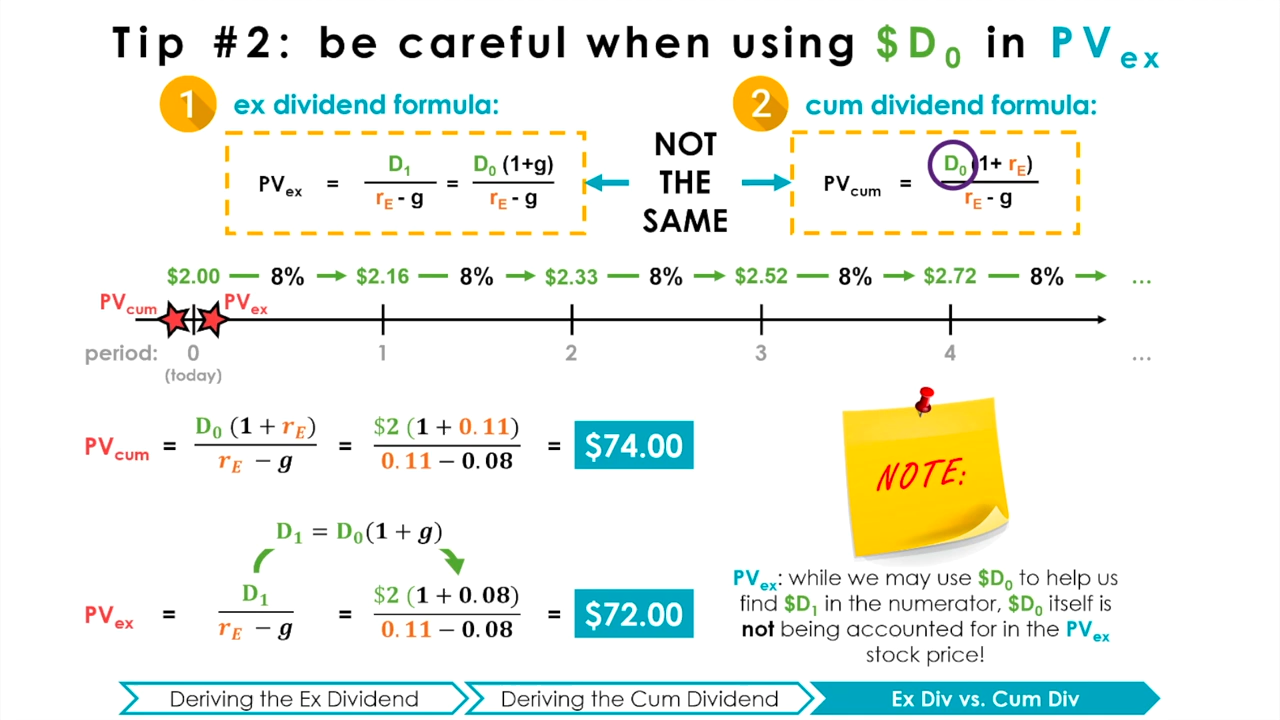 Tip #2: be careful when using $D₀ in PVₑₓ
1 ex dividend formula:
2 cum dividend formula:
PVₑₓ = D₁ / (rE - g) = D₀ (1+g) / (rE - g)
NOT
THE
SAME
PVcum = D₀ (1+ rE) / (rE - g)
$2.00 8% $2.16 8% $2.33 8% $2.52 8% $2.72 8% ...
PVcum PVex
period: 0 1 2 3 4 ...
(today)
PVcum = D₀ (1 + rE) / (rE − g) = $2 (1 + 0.11) / (0.11 − 0.08) = $74.00
NOTE:
D₁ = D₀(1 + g)
PVex = D₁ / (rE − g) = $2 (1 + 0.08) / (0.11 − 0.08) = $72.00
PVex: while we may use $D₀ to help us
find $D₁ in the numerator, $D₀ itself is
not being accounted for in the PVex
stock price!
Deriving the Ex Dividend
Deriving the Cum Dividend
Ex Div vs. Cum Div